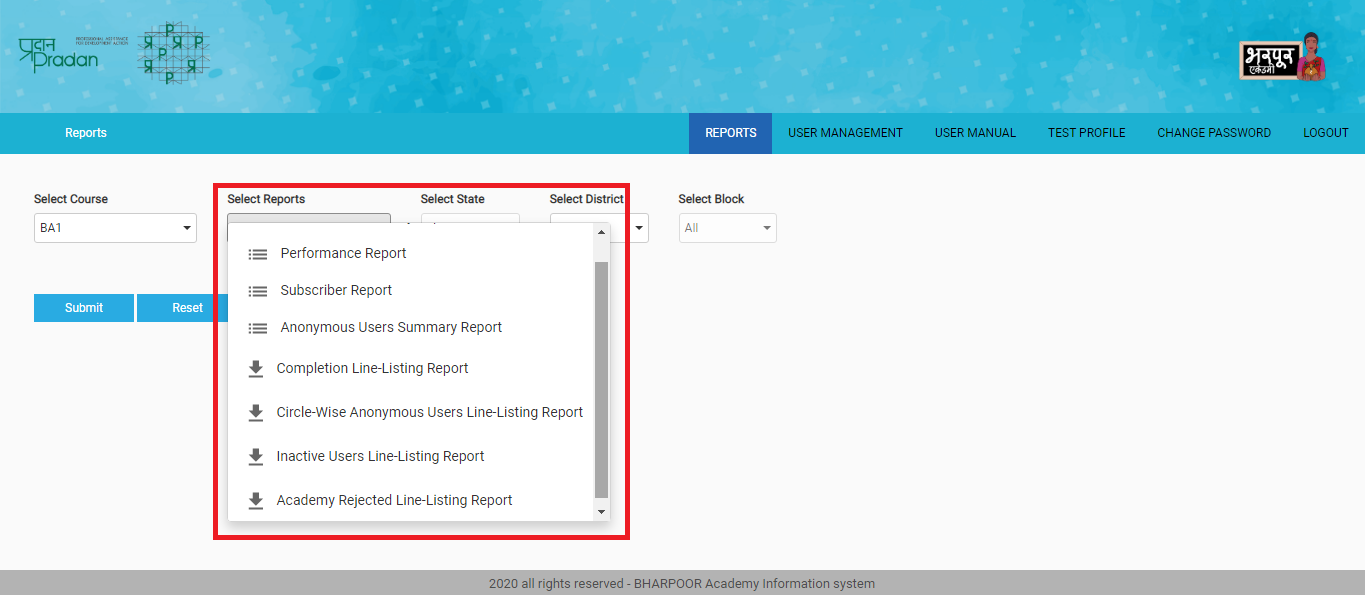 प्रदान
Pradan
PROFESSIONAL ASSISTANCE
FOR DEVELOPMENT ACTION
P
P
P
P
भरपूर
एकेडमी
Reports
REPORTS
USER MANAGEMENT
USER MANUAL
TEST PROFILE
CHANGE PASSWORD
LOGOUT
Select Course
Select Reports
Select State
Select District
Select Block
BA1
All
Performance Report
Subscriber Report
Anonymous Users Summary Report
Completion Line-Listing Report
Circle-Wise Anonymous Users Line-Listing Report
Inactive Users Line-Listing Report
Academy Rejected Line-Listing Report
Submit
Reset
2020 all rights reserved - BHARPOOR Academy Information system